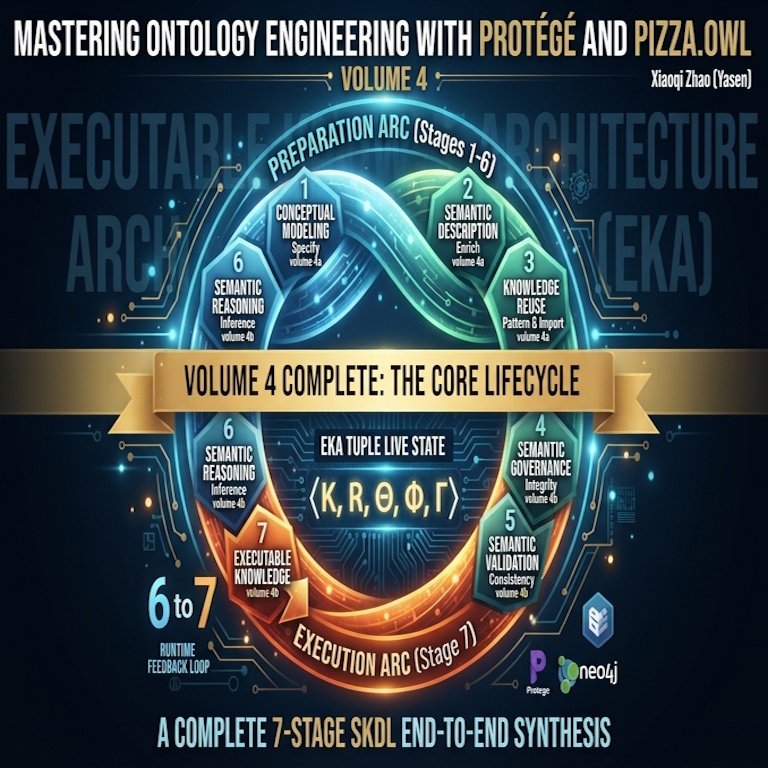 MASTERING ONTOLOGY ENGINEERING WITH PROTÉGÉ AND PIZZA.OWL
VOLUME 4
Xiaoqi Zhao (Yasen)
EXECUTABLE
ARCHITECTURE
ARCH
(EKA)
PREPARATION ARC (Stages 1-6)
1
CONCEPTUAL
MODELING
Specify
volume 4a
2
SEMANTIC
DESCRIPTION
Enrich
volume 4a
6
SEMANTIC
REASONING
Inference
volume 4b
3
KNOWLEDGE
REUSE
Pattern & Import
vulume 4a
VOLUME 4 COMPLETE: THE CORE LIFECYCLE
6
SEMANTIC
REASONING
Inference
volume 4b
EKA TUPLE LIVE STATE
⟨K, R, Θ, Φ, Γ⟩
4
SEMANTIC
GOVERNANCE
Integrity
volume 4b
7
EXECUTABLE
KNOWLEDGE
volume 4b
5
SEMANTIC
VALIDATION
Consistency
volume 4b
6 to 7
RUNTIME
FEEDBACK LOOP
EXECUTION ARC (Stage 7)
Protege
neo4j
A COMPLETE 7-STAGE SKDL END-TO-END SYNTHESIS